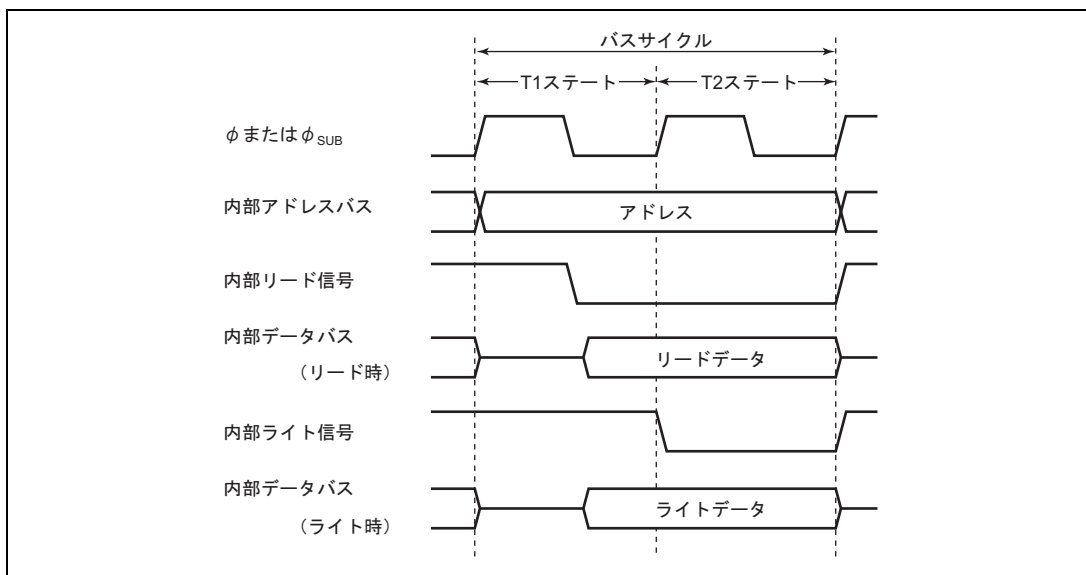 バスサイクル
T1ステート
T2ステート
φまたはφSUB
内部アドレスバス
アドレス
内部リード信号
内部データバス
（リード時）
リードデータ
内部ライト信号
内部データバス
（ライト時）
ライトデータ